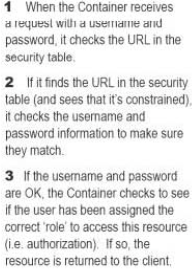 1 When the Container receives
a request with a username and
password, it checks the URL in the
security table.
2 If it finds the URL in the security
table (and sees that it's constrained),
it checks the username and
password information to make sure
they match.
3 If the username and password
are OK, the Container checks to see
if the user has been assigned the
correct 'role' to access this resource
(i.e. authorization). If so, the
resource is returned to the client.